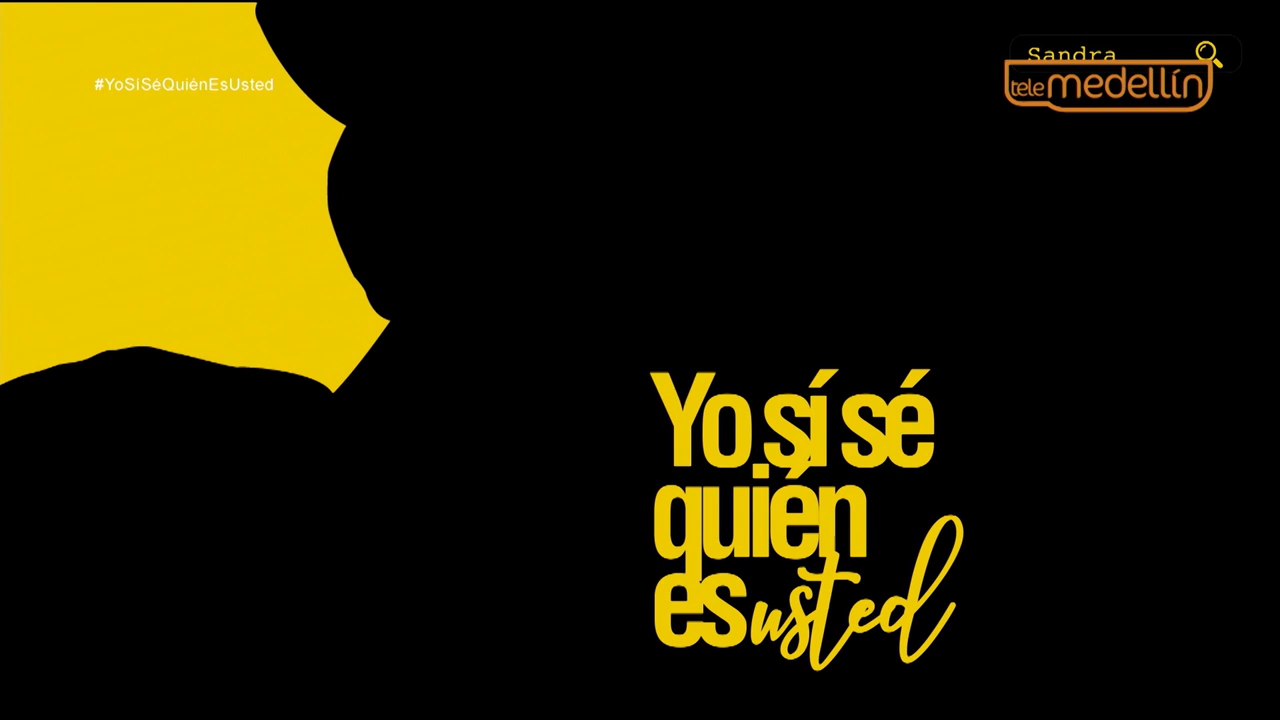 #YoSíSéQuiénEsUsted
Sandra
tele medellín
Yo sí sé
quién
es usted